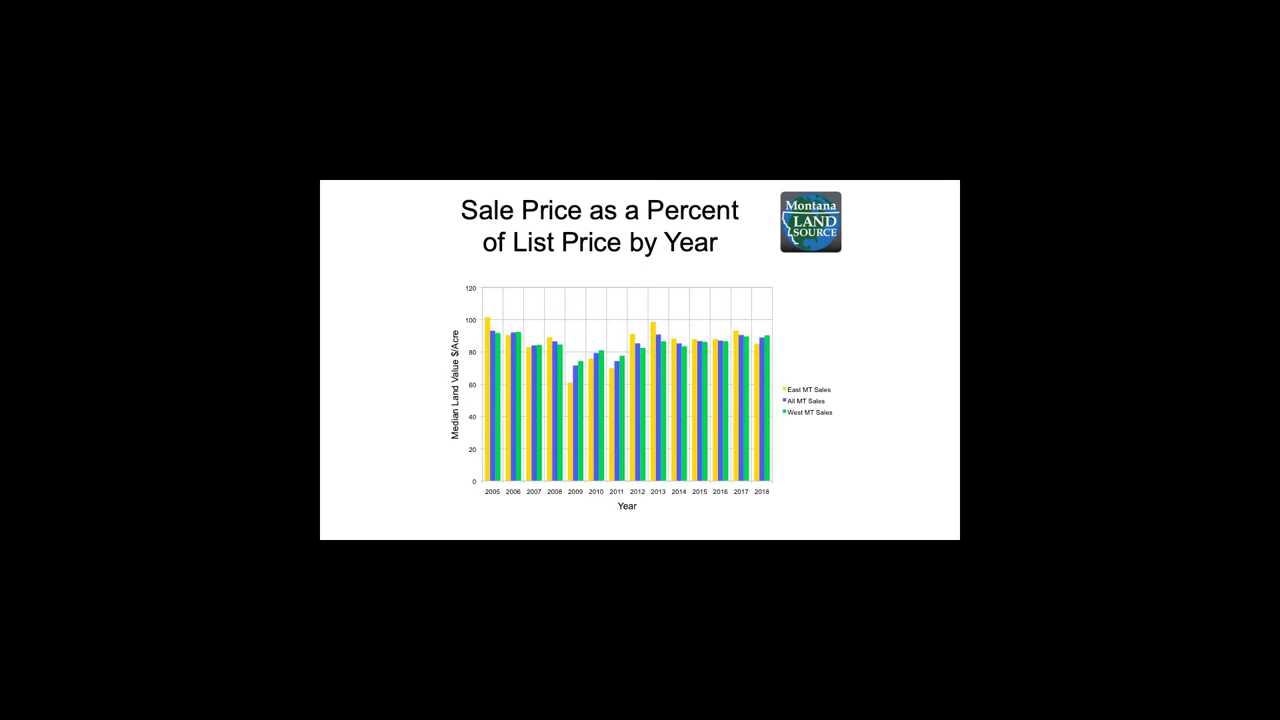 Sale Price as a Percent
of List Price by Year
Montana
LAND
SOURCE
120
100
80
60
40
20
0
Median Land Value $/Acre
2005 2006 2007 2008 2009 2010 2011 2012 2013 2014 2015 2016 2017 2018
Year
East MT Sales
All MT Sales
West MT Sales